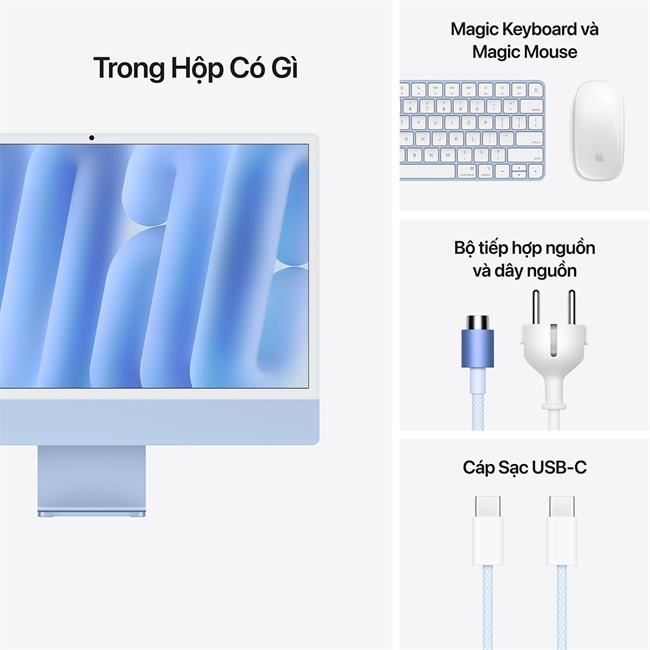 Trong Hộp Có Gì
Magic Keyboard và
Magic Mouse
Bộ tiếp hợp nguồn
và dây nguồn
Cáp Sạc USB-C